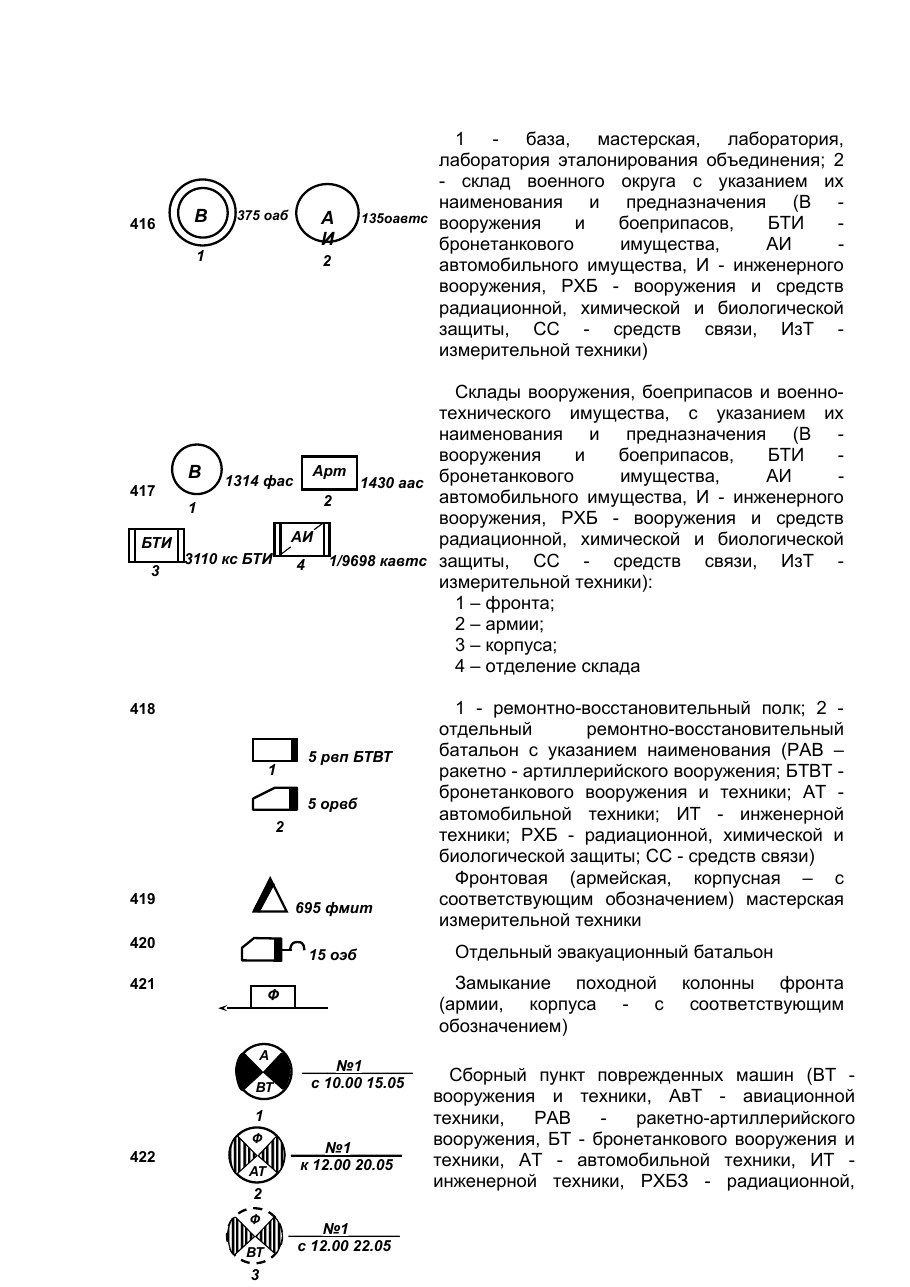 1 - база, мастерская, лаборатория,
лаборатория эталонирования объединения; 2
- склад военного округа с указанием их
наименования и предназначения (В -
вооружения и боеприпасов, БТИ -
бронетанкового имущества, АИ -
автомобильного имущества, И - инженерного
вооружения, РХБ - вооружения и средств
радиационной, химической и биологической
защиты, СС - средств связи, ИзТ -
измерительной техники)
416
В
375 оаб
А
И
135оавтс
1
2
Склады вооружения, боеприпасов и военно-
технического имущества, с указанием их
наименования и предназначения (В -
вооружения и боеприпасов, БТИ -
бронетанкового имущества, АИ -
автомобильного имущества, И - инженерного
вооружения, РХБ - вооружения и средств
радиационной, химической и биологической
защиты, СС - средств связи, ИзТ -
измерительной техники):
1 – фронта;
2 – армии;
3 – корпуса;
4 – отделение склада
417
В
1314 фас
Арт
1430 аас
1
2
БТИ
3110 кс БТИ
АИ
1/9698 кавтс
3
4
418
1 - ремонтно-восстановительный полк; 2 -
отдельный ремонтно-восстановительный
батальон с указанием наименования (РАВ –
ракетно - артиллерийского вооружения; БТВТ -
бронетанкового вооружения и техники; АТ -
автомобильной техники; ИТ - инженерной
техники; РХБ - радиационной, химической и
биологической защиты; СС - средств связи)
5 рвп БТВТ
1
5 орвб
2
419
695 фмит
Фронтовая (армейская, корпусная – с
соответствующим обозначением) мастерская
измерительной техники
420
15 оэб
Отдельный эвакуационный батальон
421
Ф
Замыкание походной колонны фронта
(армии, корпуса - с соответствующим
обозначением)
А
ВТ
№1
с 10.00 15.05
1
422
Ф
АТ
№1
к 12.00 20.05
2
Ф
ВТ
№1
с 12.00 22.05
3
Сборный пункт поврежденных машин (ВТ -
вооружения и техники, АвТ - авиационной
техники, РАВ - ракетно-артиллерийского
вооружения, БТ - бронетанкового вооружения и
техники, АТ - автомобильной техники, ИТ -
инженерной техники, РХБЗ - радиационной,